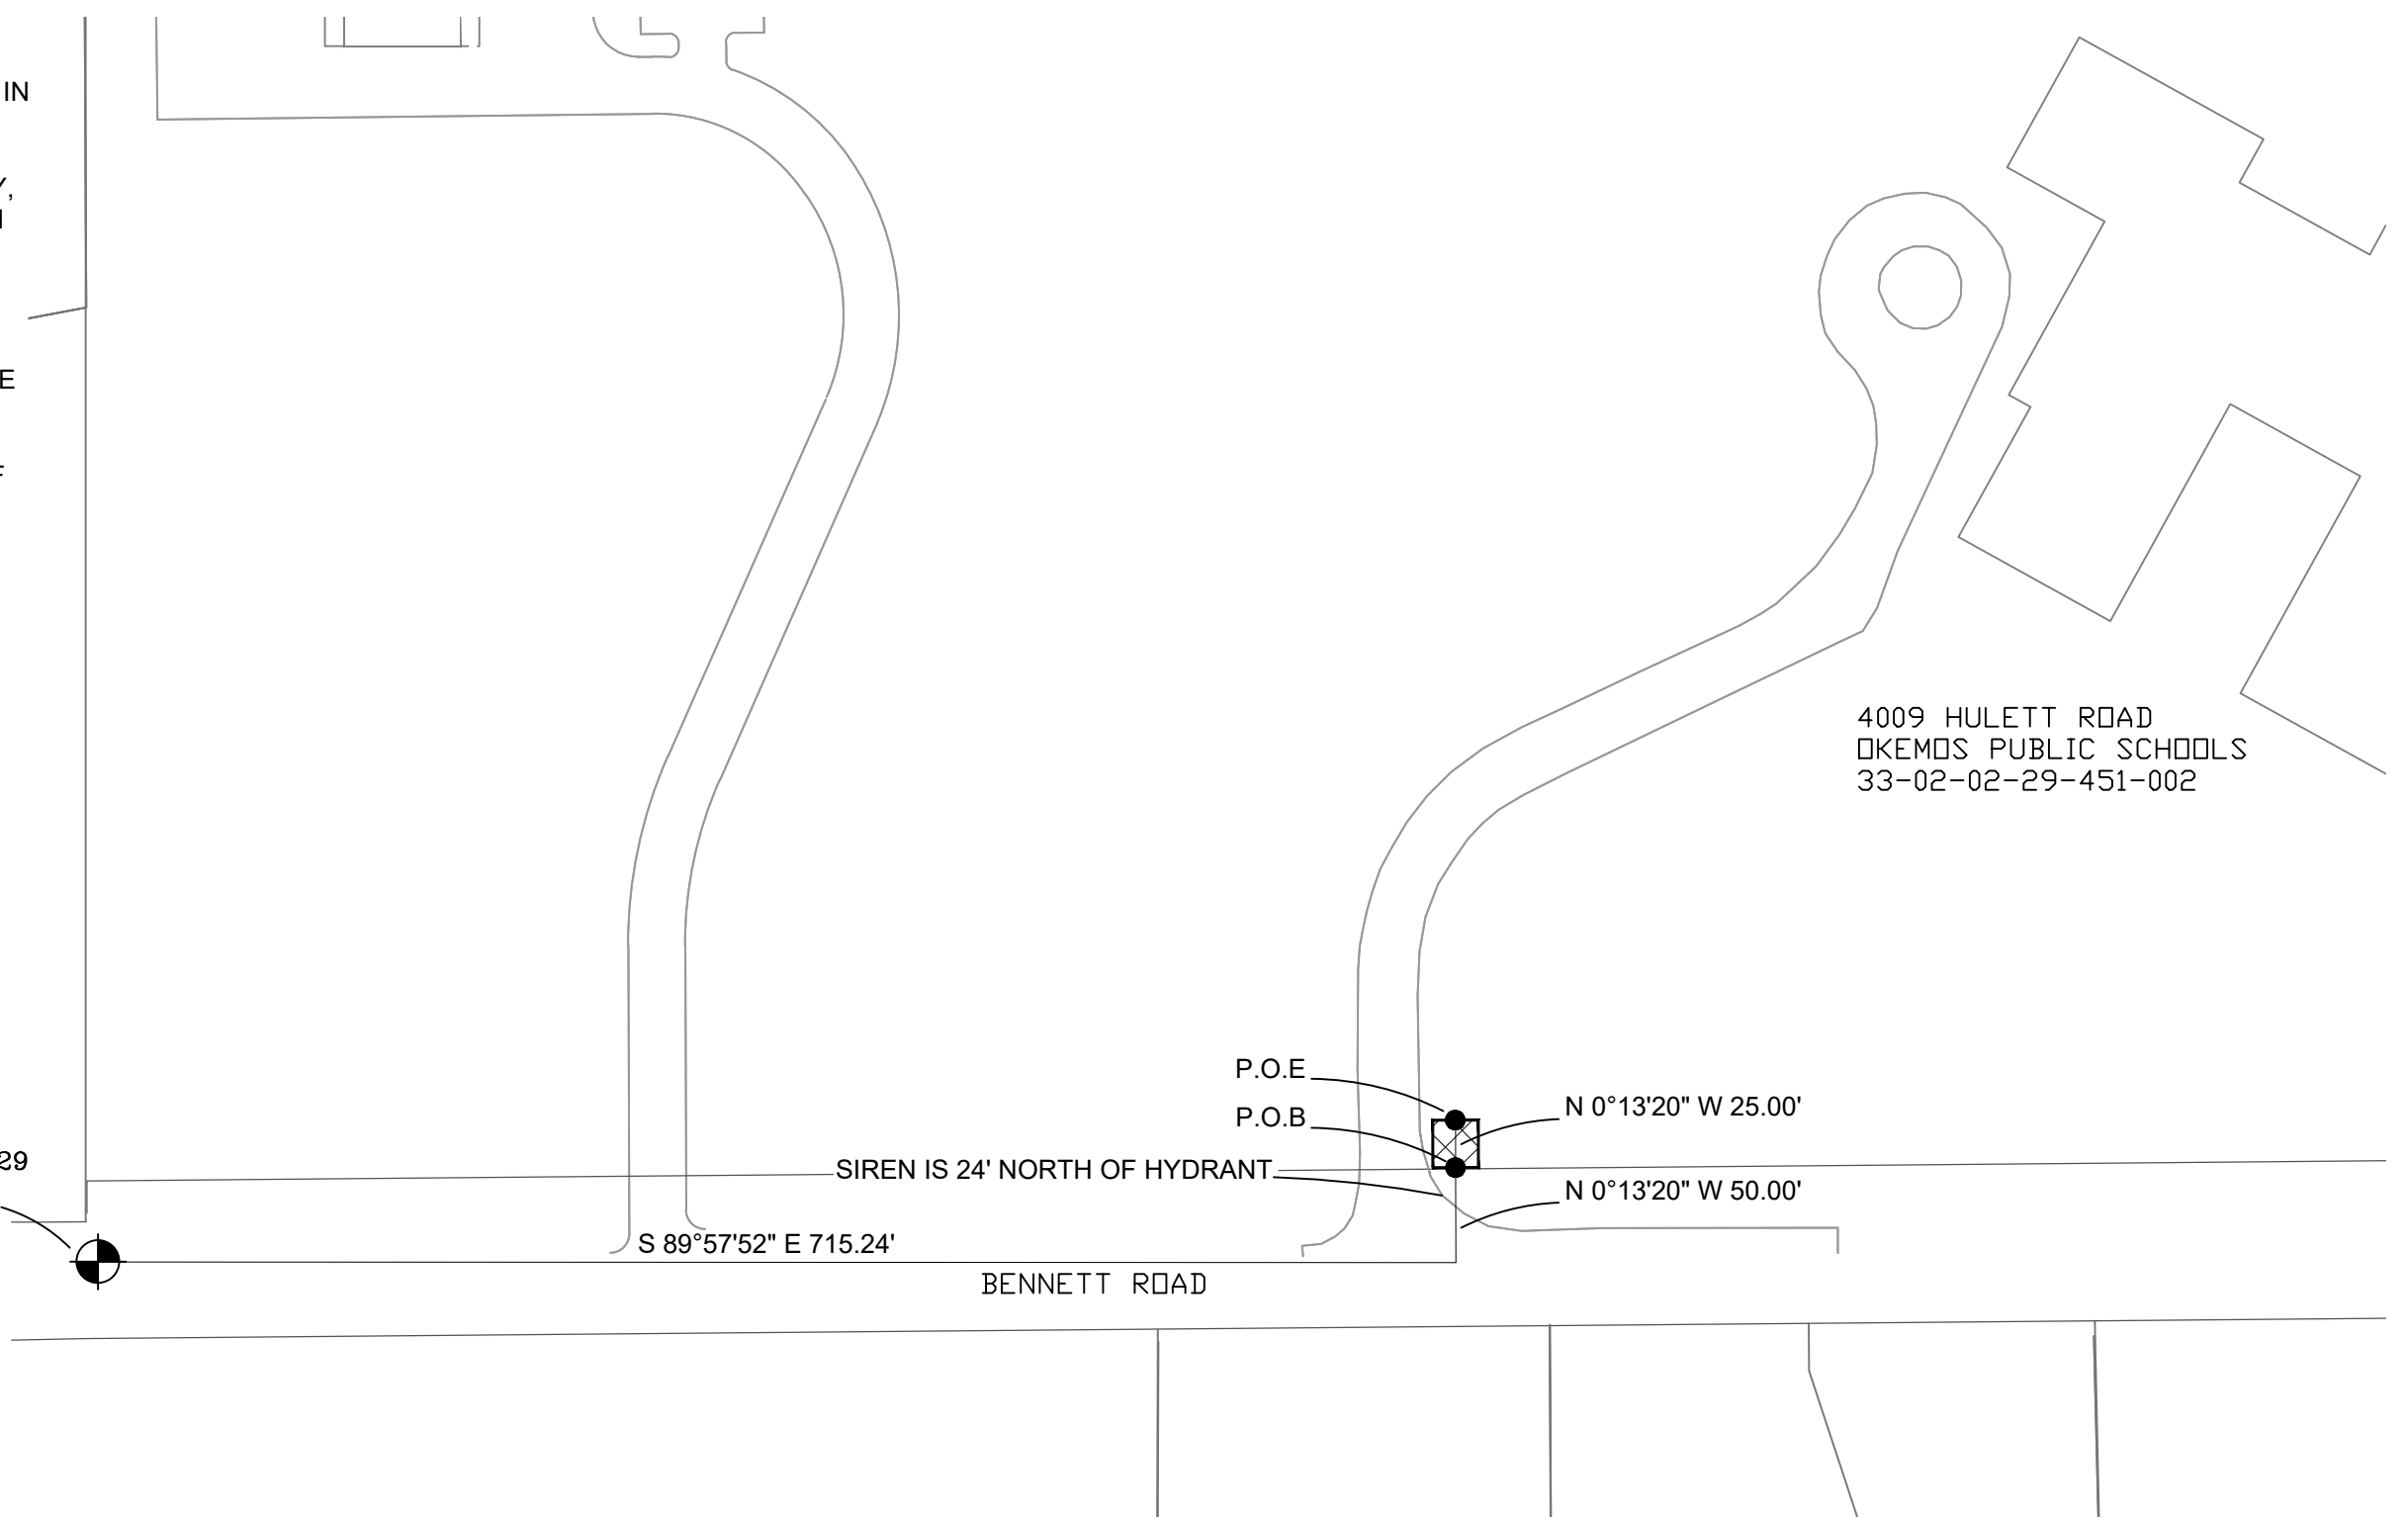 IN
Y,
E
29
4009 HULETT ROAD
OKEMOS PUBLIC SCHOOLS
33-02-02-29-451-002
P.O.E
N 0°13'20" W 25.00'
P.O.B
SIREN IS 24' NORTH OF HYDRANT
N 0°13'20" W 50.00'
S 89°57'52" E 715.24'
BENNETT ROAD